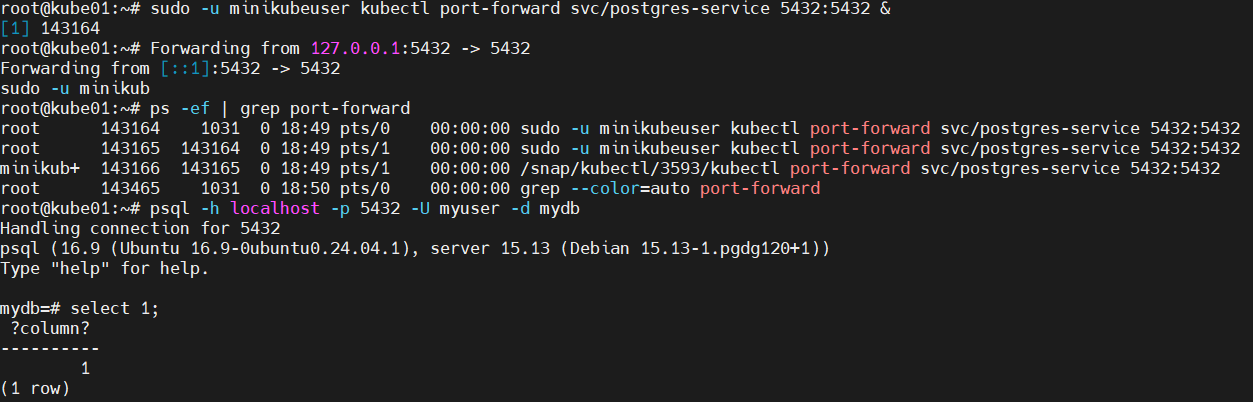 root@kube01:~# sudo -u minikubeuser kubectl port-forward svc/postgres-service 5432:5432 &
[1] 143164
root@kube01:~# Forwarding from 127.0.0.1:5432 -> 5432
Forwarding from [::1]:5432 -> 5432
sudo -u minikub
root@kube01:~# ps -ef | grep port-forward
root      143164    1031  0 18:49 pts/0    00:00:00 sudo -u minikubeuser kubectl port-forward svc/postgres-service 5432:5432
root      143165  143164  0 18:49 pts/1    00:00:00 sudo -u minikubeuser kubectl port-forward svc/postgres-service 5432:5432
minikub+  143166  143165  0 18:49 pts/1    00:00:00 /snap/kubectl/3593/kubectl port-forward svc/postgres-service 5432:5432
root      143465    1031  0 18:50 pts/0    00:00:00 grep --color=auto port-forward
root@kube01:~# psql -h localhost -p 5432 -U myuser -d mydb
Handling connection for 5432
psql (16.9 (Ubuntu 16.9-0ubuntu0.24.04.1), server 15.13 (Debian 15.13-1.pgdg120+1))
Type "help" for help.

mydb=# select 1;
 ?column?
----------
        1
(1 row)